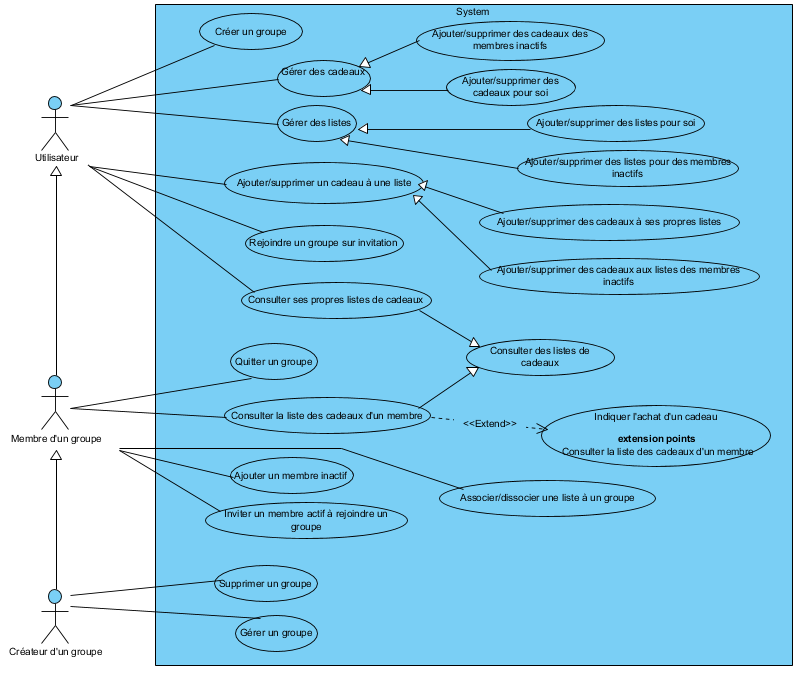 System
Créer un groupe
Ajouter/supprimer des cadeaux des
membres inactifs
Gérer des cadeaux
Ajouter/supprimer des
cadeaux pour soi
Gérer des listes
Ajouter/supprimer des listes pour soi
Utilisateur
Ajouter/supprimer des listes pour des membres
inactifs
Ajouter/supprimer un cadeau à une liste
Ajouter/supprimer des cadeaux à ses propres listes
Rejoindre un groupe sur invitation
Ajouter/supprimer des cadeaux aux listes des membres
inactifs
Consulter ses propres listes de cadeaux
Consulter des listes de
cadeaux
Quitter un groupe
Consulter la liste des cadeaux d'un membre
<<Extend>>
Indiquer l'achat d'un cadeau
extension points
Consulter la liste des cadeaux d'un membre
Membre d'un groupe
Ajouter un membre inactif
Associer/dissocier une liste à un groupe
Inviter un membre actif à rejoindre un
groupe
Supprimer un groupe
Gérer un groupe
Créateur d'un groupe